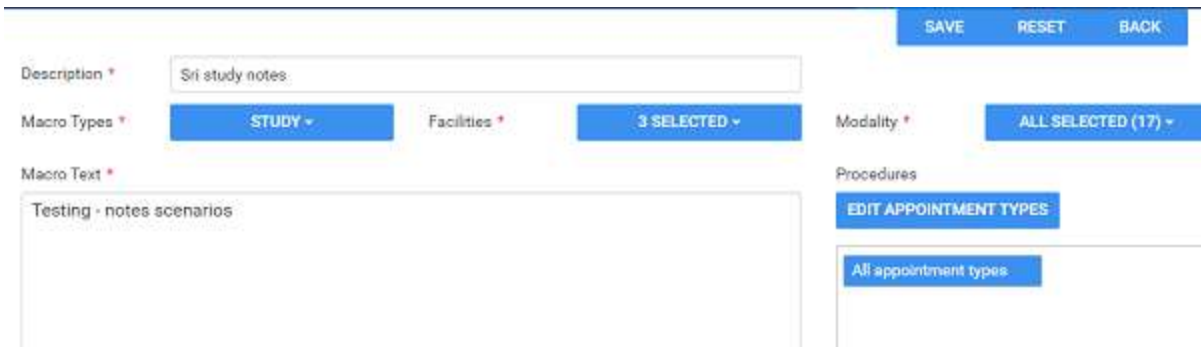 SAVE RESET BACK
Description * Sri study notes
Macro Types * STUDY Facilities * 3 SELECTED Modality * ALL SELECTED (17)
Macro Text * Procedures
Testing - notes scenarios EDIT APPOINTMENT TYPES
All appointment types